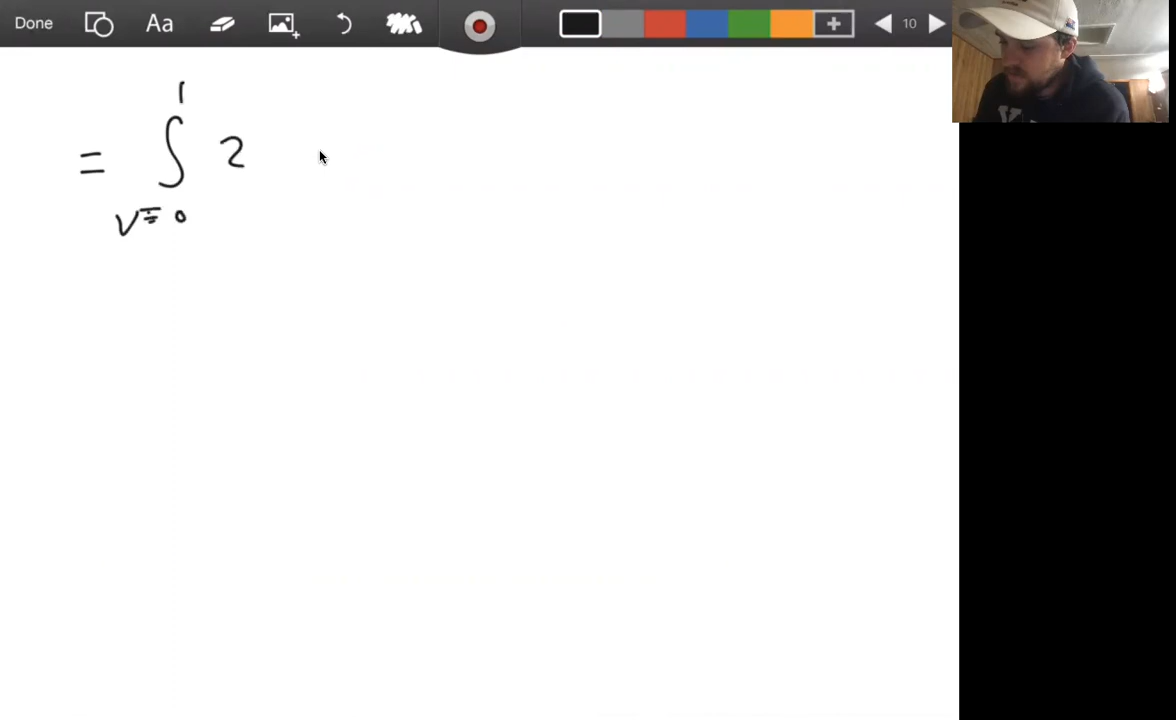 Done Aa 10
1
= ∫ 2
v=0